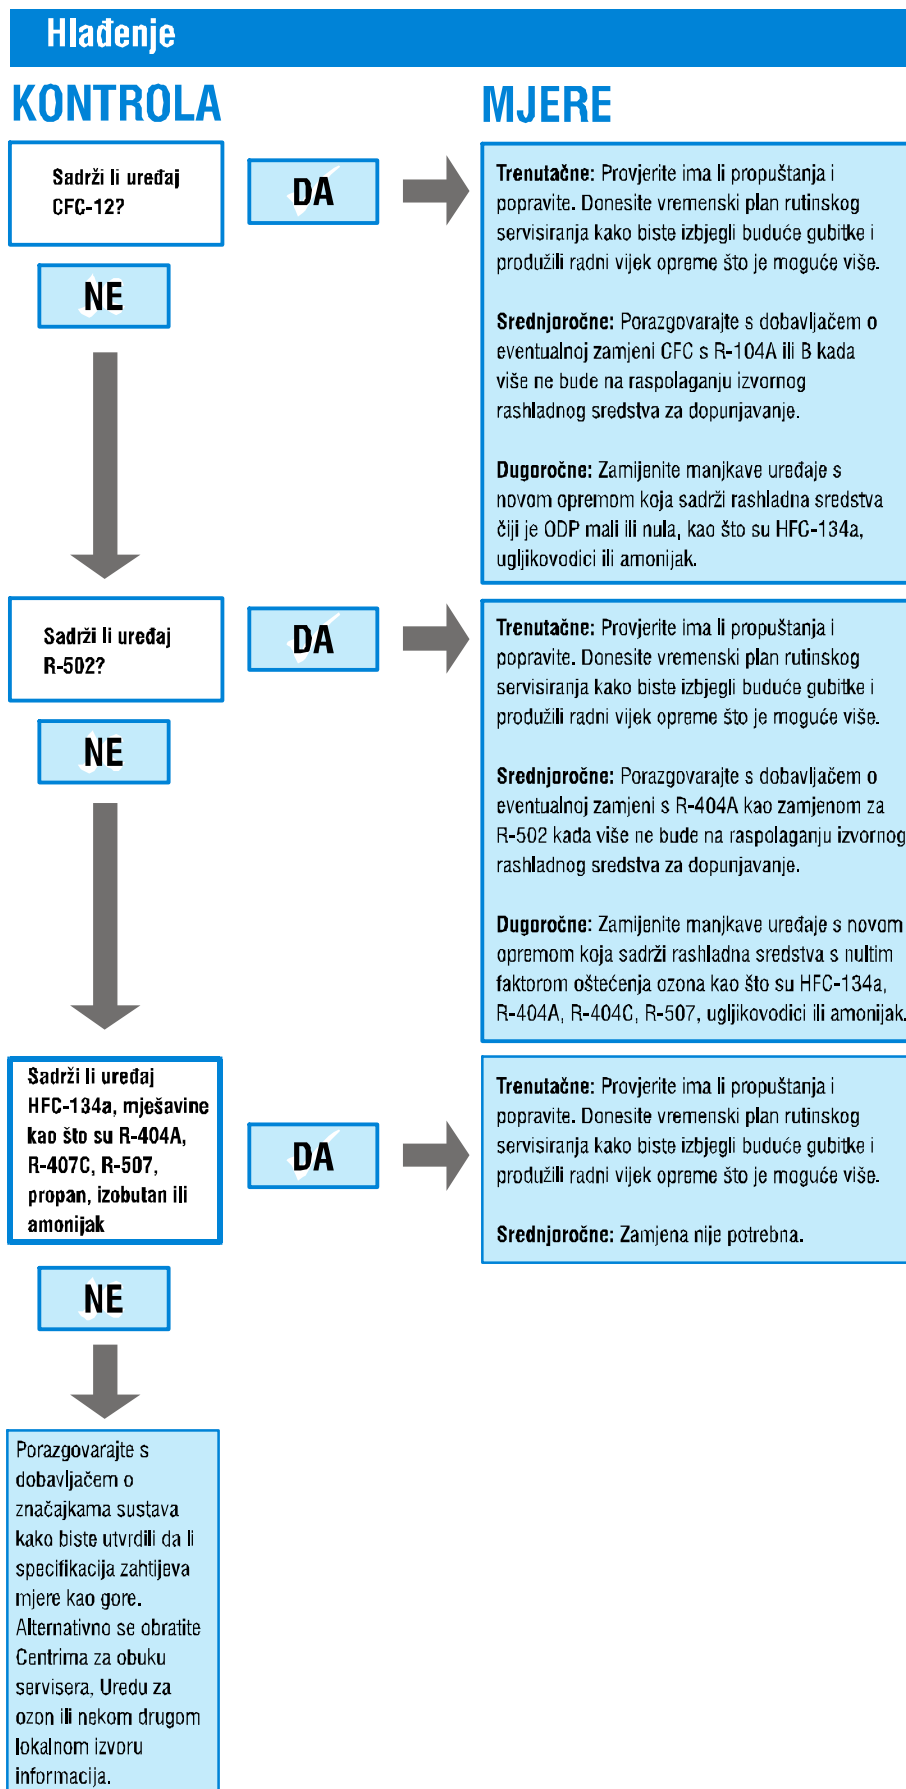 Hlađenje
KONTROLA
MJERE
Sadrži li uređaj
CFC-12?
DA
Trenutačne: Provjerite ima li propuštanja i
popravite. Donesite vremenski plan rutinskog
servisiranja kako biste izbjegli buduće gubitke i
produžili radni vijek opreme što je moguće više.
Srednjoročne: Porazgovarajte s dobavljačem o
eventualnoj zamjeni CFC s R-104A ili B kada
više ne bude na raspolaganju izvornog
rashladnog sredstva za dopunjavanje.
Dugoročne: Zamijenite manjkave uređaje s
novom opremom koja sadrži rashladna sredstva
čiji je ODP mali ili nula, kao što su HFC-134a,
ugljikovodici ili amonijak.
NE
Sadrži li uređaj
R-502?
DA
Trenutačne: Provjerite ima li propuštanja i
popravite. Donesite vremenski plan rutinskog
servisiranja kako biste izbjegli buduće gubitke i
produžili radni vijek opreme što je moguće više.
Srednjoročne: Porazgovarajte s dobavljačem o
eventualnoj zamjeni s R-404A kao zamjenom za
R-502 kada više ne bude na raspolaganju izvornog
rashladnog sredstva za dopunjavanje.
Dugoročne: Zamijenite manjkave uređaje s novom
opremom koja sadrži rashladna sredstva s nultim
faktorom oštećenja ozona kao što su HFC-134a,
R-404A, R-404C, R-507, ugljikovodici ili amonijak.
NE
Sadrži li uređaj
HFC-134a, mješavine
kao što su R-404A,
R-407C, R-507,
propan, izobutan ili
amonijak
DA
Trenutačne: Provjerite ima li propuštanja i
popravite. Donesite vremenski plan rutinskog
servisiranja kako biste izbjegli buduće gubitke i
produžili radni vijek opreme što je moguće više.
Srednjoročne: Zamjena nije potrebna.
NE
Porazgovarajte s
dobavljačem o
značajkama sustava
kako biste utvrdili da li
specifikacija zahtijeva
mjere kao gore.
Alternativno se obratite
Centrima za obuku
servisera, Uredu za
ozon ili nekom drugom
lokalnom izvoru
informacija.